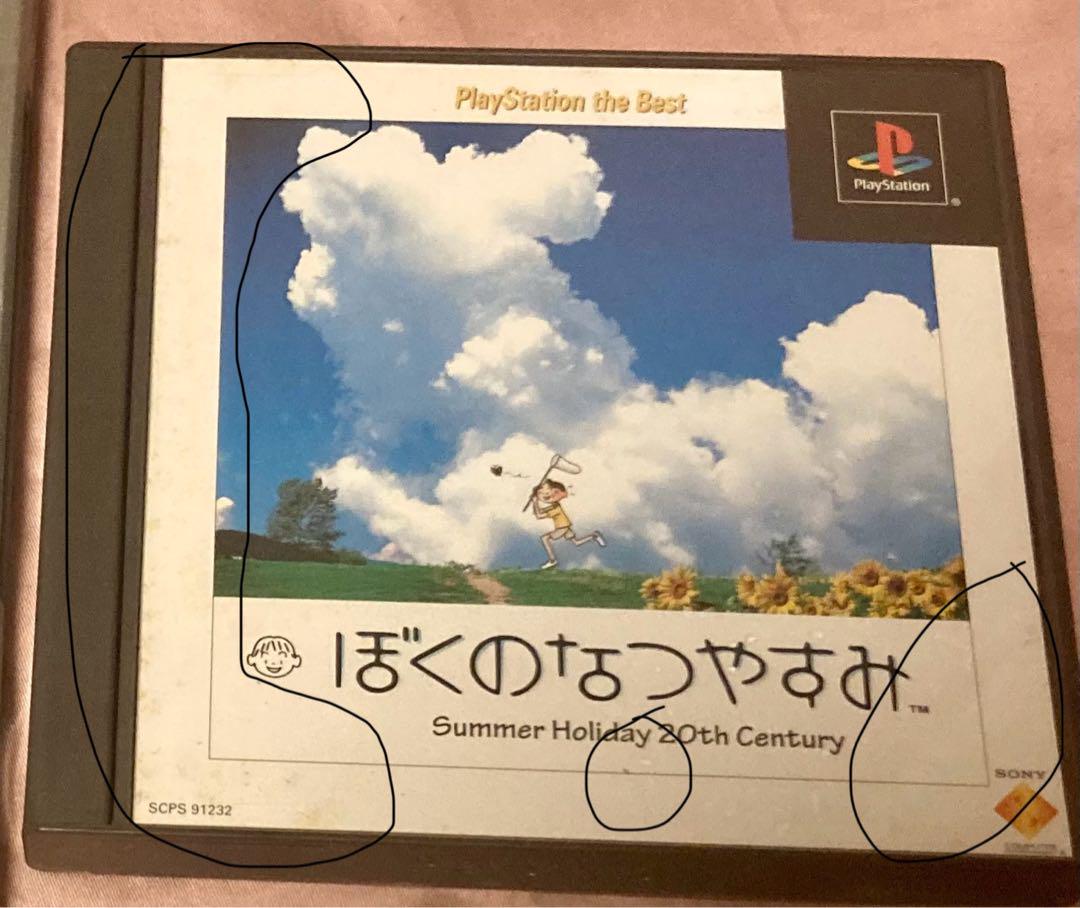 PlayStation the Best
PlayStation
®
ぼくのなつやすみ™
Summer Holiday 20th Century
SONY
SCPS 91232
COMPUTER